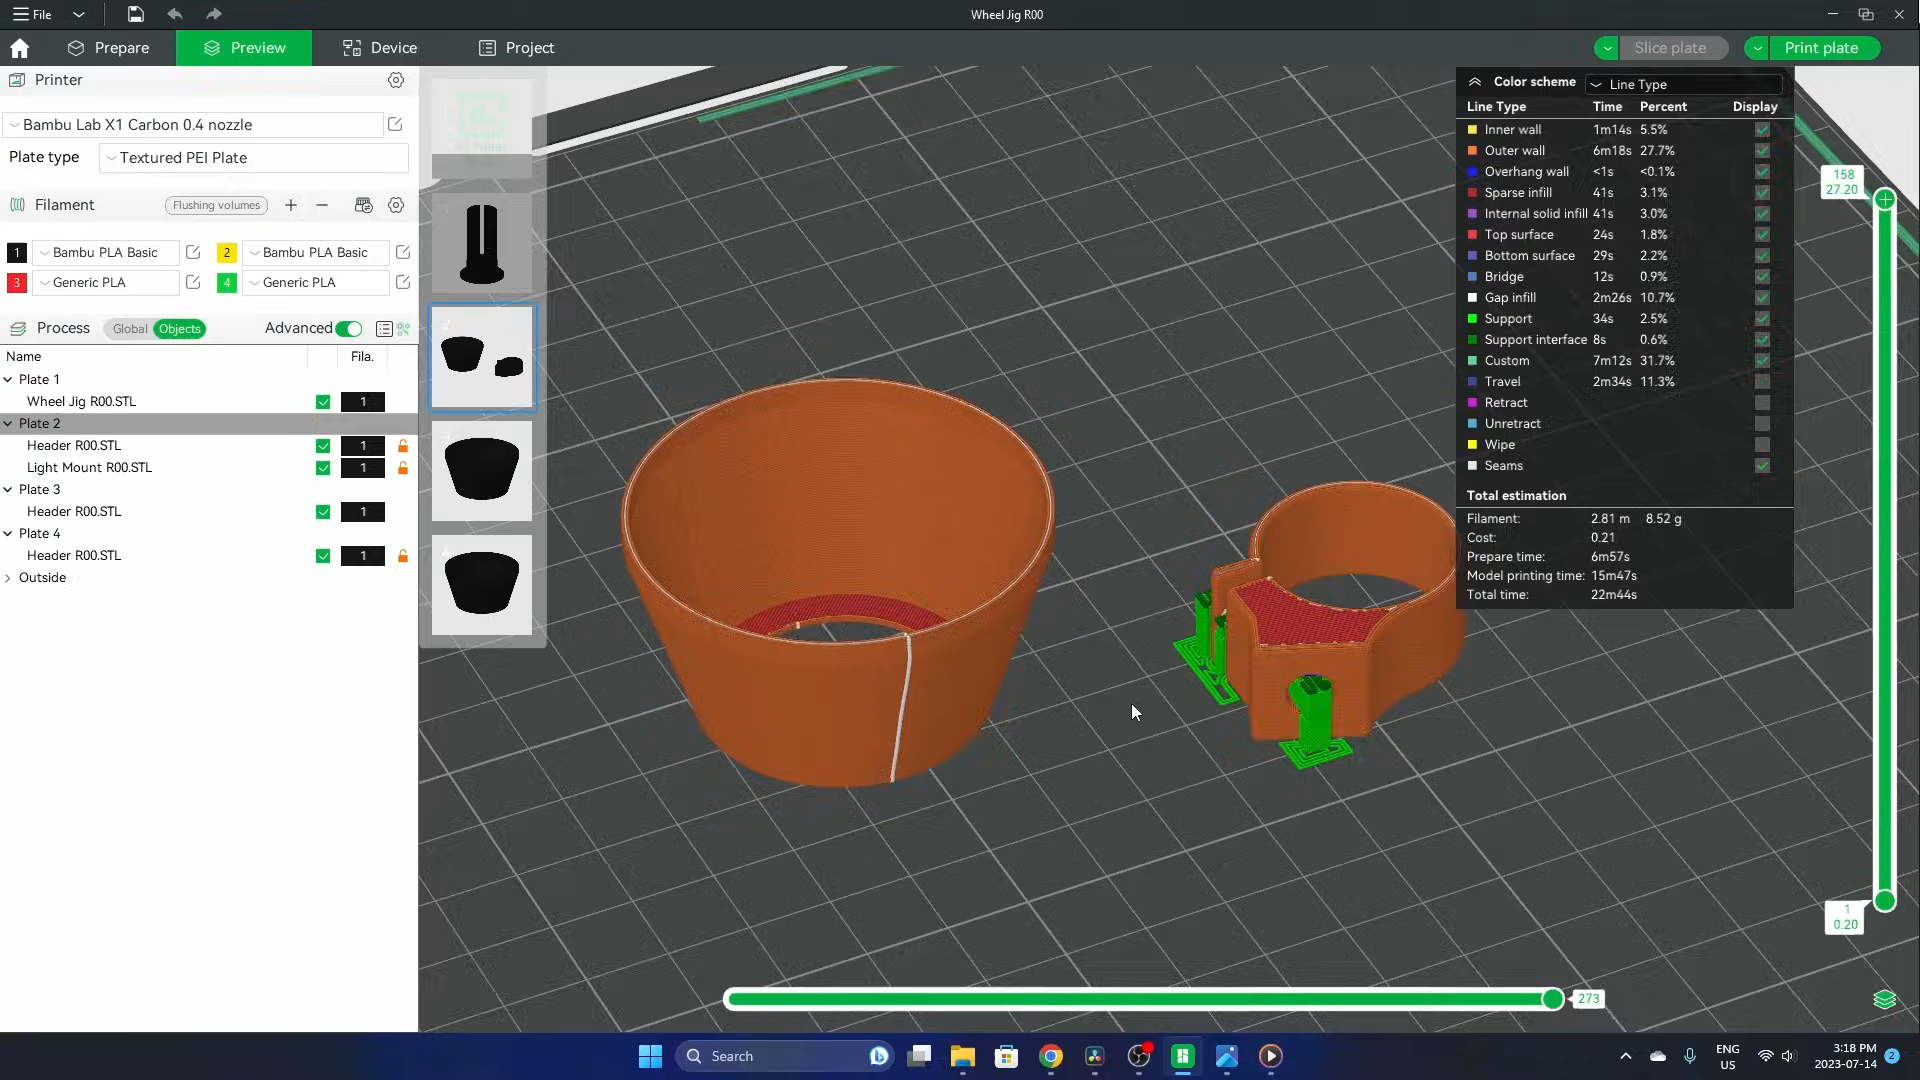 File
Wheel Jig R00
Prepare
Preview
Device
Project
Slice plate
Print plate
Printer
Bambu Lab X1 Carbon 0.4 nozzle
Plate type
Textured PEI Plate
Filament
Flushing volumes
1
Bambu PLA Basic
2
Bambu PLA Basic
3
Generic PLA
4
Generic PLA
Process
Global
Objects
Advanced
Name
Fila.
Plate 1
Wheel Jig R00.STL
1
Plate 2
Header R00.STL
1
Light Mount R00.STL
1
Plate 3
Header R00.STL
1
Plate 4
Header R00.STL
1
Outside
Color scheme
Line Type
Line Type Time Percent Display
Inner wall 1m14s 5.5%
Outer wall 6m18s 27.7%
Overhang wall <1s <0.1%
Sparse infill 41s 3.1%
Internal solid infill 41s 3.0%
Top surface 24s 1.8%
Bottom surface 29s 2.2%
Bridge 12s 0.9%
Gap infill 2m26s 10.7%
Support 34s 2.5%
Support interface 8s 0.6%
Custom 7m12s 31.7%
Travel 2m34s 11.3%
Retract
Unretract
Wipe
Seams
Total estimation
Filament: 2.81 m 8.52 g
Cost: 0.21
Prepare time: 6m57s
Model printing time: 15m47s
Total time: 22m44s
158
27.20
1
0.20
273
Search
ENG
US
3:18 PM
2023-07-14
2